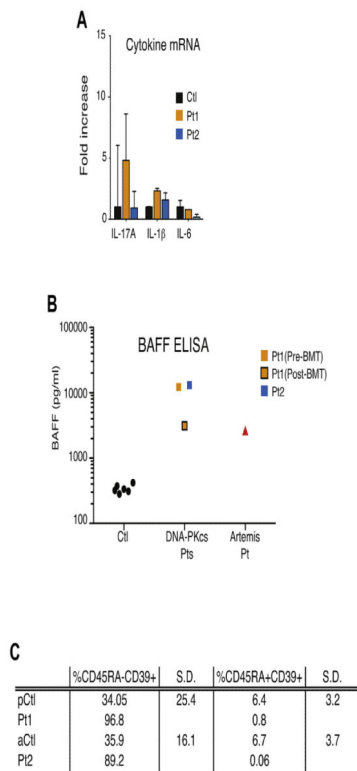 A
Cytokine mRNA
Fold increase
15
10
5
0
Ctl
Pt1
Pt2
IL-17A IL-1β IL-6
B
BAFF ELISA
BAFF (pg/ml)
100000
10000
1000
100
Pt1(Pre-BMT)
Pt1(Post-BMT)
Pt2
Ctl DNA-PKcs Artemis
Pts Pt
C
%CD45RA-CD39+ S.D. %CD45RA+CD39+ S.D.
pCtl 34.05 25.4 6.4 3.2
Pt1 96.8 0.8
aCtl 35.9 16.1 6.7 3.7
Pt2 89.2 0.06